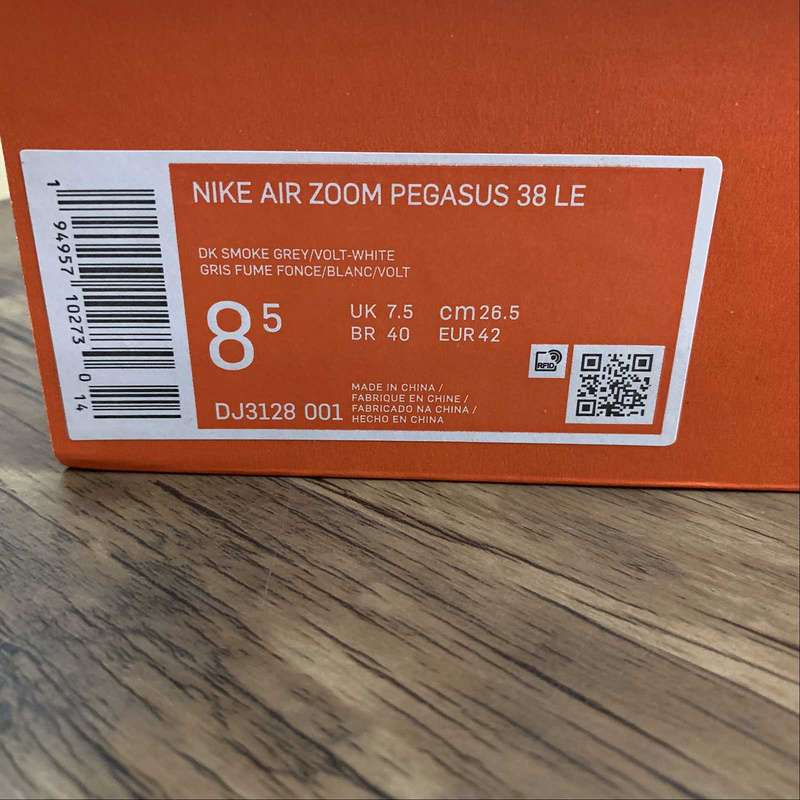 NIKE AIR ZOOM PEGASUS 38 LE
DK SMOKE GREY/VOLT-WHITE
GRIS FUME FONCE/BLANC/VOLT
8 5
UK 7.5 cm 26.5
BR 40 EUR 42
RFID
MADE IN CHINA /
FABRIQUE EN CHINE /
FABRICADO NA CHINA /
HECHO EN CHINA
DJ3128 001
1 94957 10273 0 14